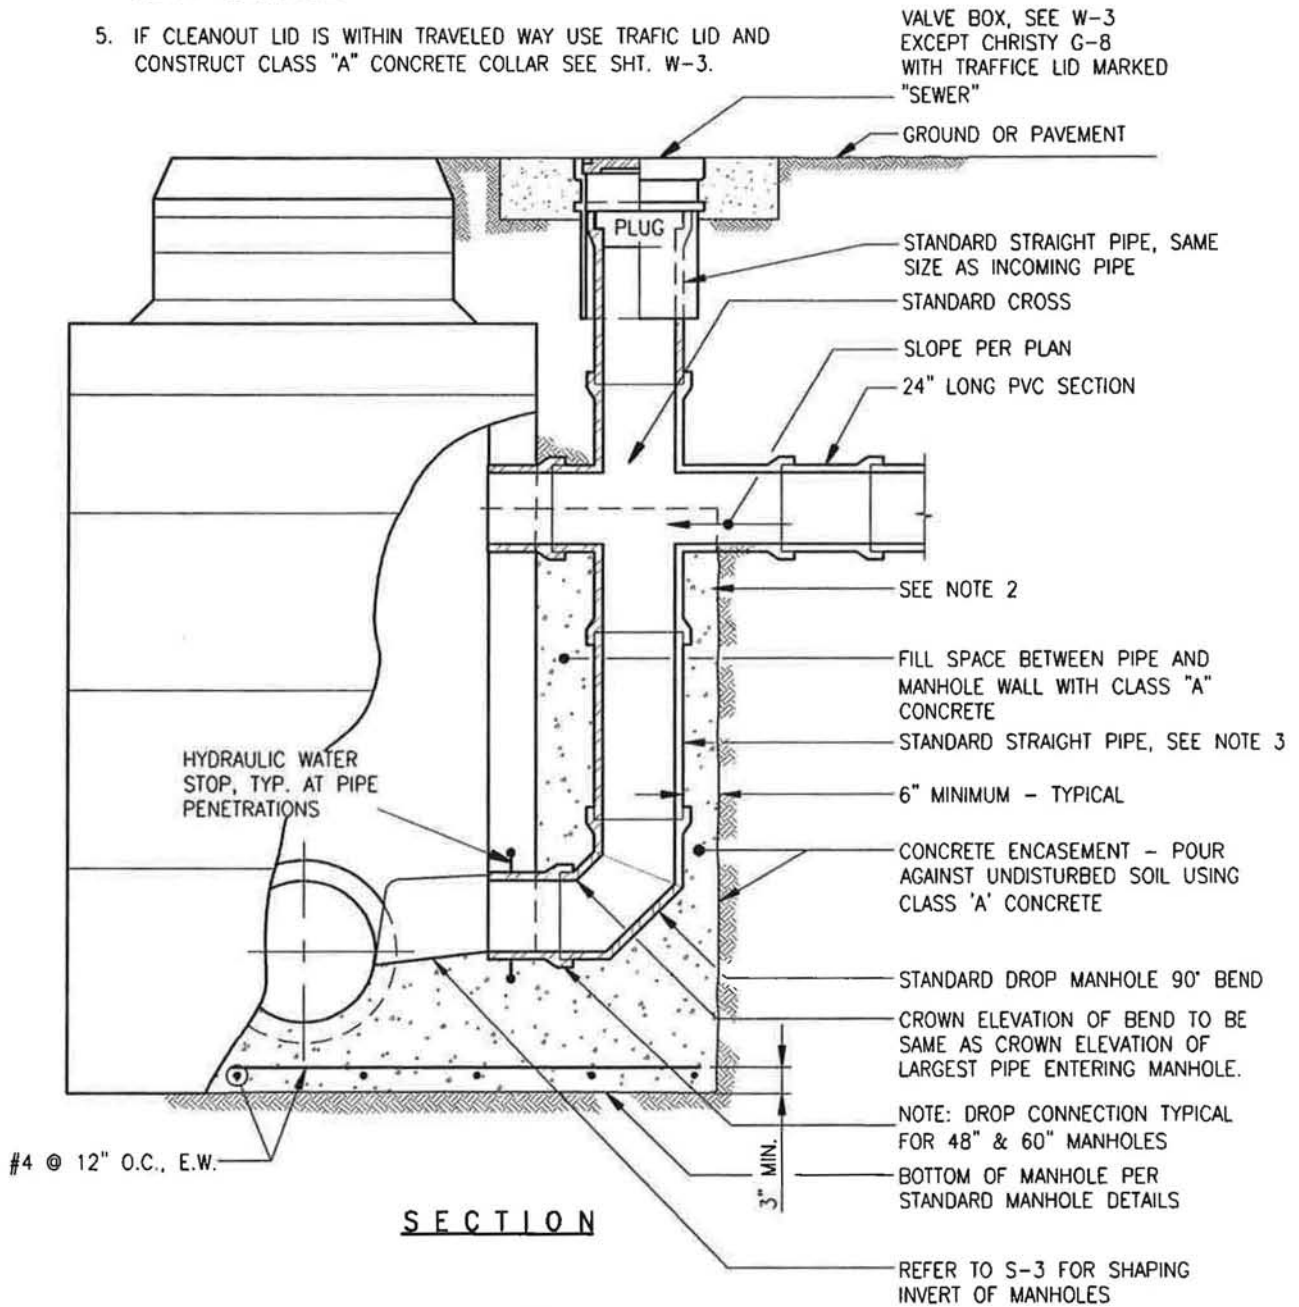 5. IF CLEANOUT LID IS WITHIN TRAVELED WAY USE TRAFIC LID AND
CONSTRUCT CLASS "A" CONCRETE COLLAR SEE SHT. W-3.
VALVE BOX, SEE W-3
EXCEPT CHRISTY G-8
WITH TRAFFICE LID MARKED
"SEWER"
GROUND OR PAVEMENT
PLUG
STANDARD STRAIGHT PIPE, SAME
SIZE AS INCOMING PIPE
STANDARD CROSS
SLOPE PER PLAN
24" LONG PVC SECTION
SEE NOTE 2
FILL SPACE BETWEEN PIPE AND
MANHOLE WALL WITH CLASS "A"
CONCRETE
STANDARD STRAIGHT PIPE, SEE NOTE 3
HYDRAULIC WATER
STOP, TYP. AT PIPE
PENETRATIONS
6" MINIMUM - TYPICAL
CONCRETE ENCASEMENT - POUR
AGAINST UNDISTURBED SOIL USING
CLASS 'A' CONCRETE
STANDARD DROP MANHOLE 90° BEND
CROWN ELEVATION OF BEND TO BE
SAME AS CROWN ELEVATION OF
LARGEST PIPE ENTERING MANHOLE.
NOTE: DROP CONNECTION TYPICAL
FOR 48" & 60" MANHOLES
#4 @ 12" O.C., E.W.
3" MIN.
BOTTOM OF MANHOLE PER
STANDARD MANHOLE DETAILS
SECTION
REFER TO S-3 FOR SHAPING
INVERT OF MANHOLES